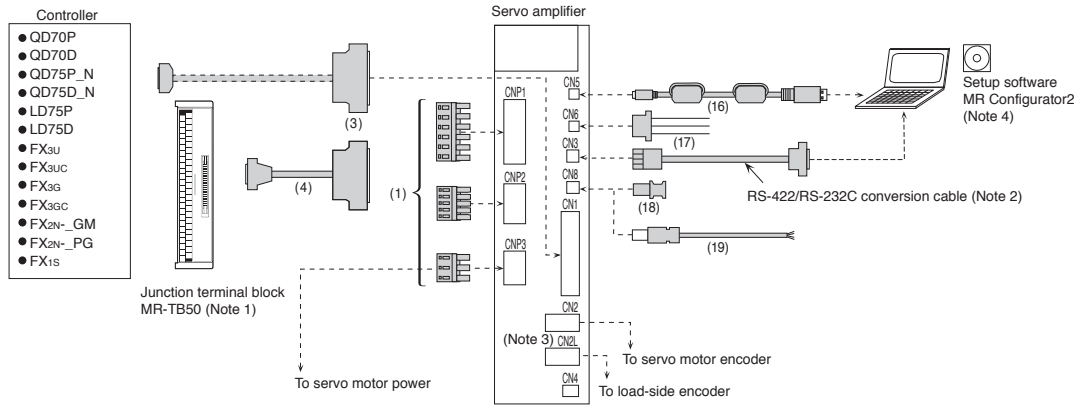 Controller
● QD70P
● QD70D
● QD75P_N
● QD75D_N
● LD75P
● LD75D
● FX3U
● FX3UC
● FX3G
● FX3GC
● FX2N-_GM
● FX2N-_PG
● FX1S
(3)
(4)
Junction terminal block
MR-TB50 (Note 1)
(1)
To servo motor power
Servo amplifier
CNP1
CNP2
CNP3
CN5
CN6
CN3
CN8
CN1
CN2
(Note 3) CN2L
CN4
(16)
(17)
(18)
(19)
RS-422/RS-232C conversion cable (Note 2)
Setup software
MR Configurator2
(Note 4)
To servo motor encoder
To load-side encoder